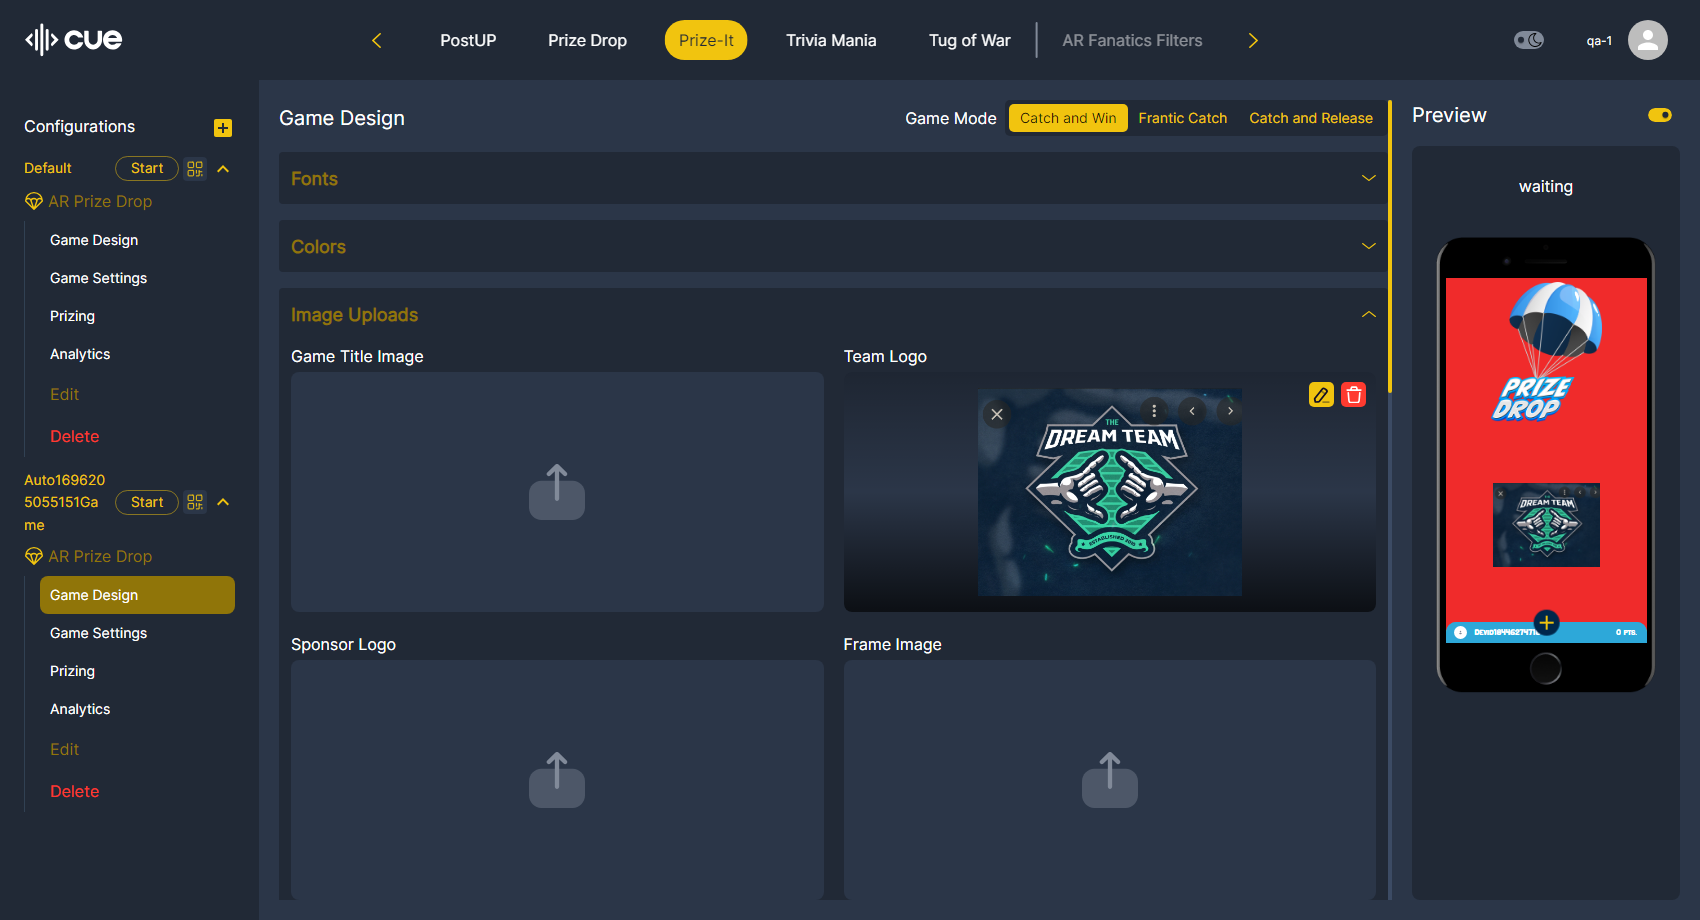 cue
PostUP
Prize Drop
Prize-It
Trivia Mania
Tug of War
AR Fanatics Filters
qa-1
Configurations
Default
Start
AR Prize Drop
Game Design
Game Settings
Prizing
Analytics
Edit
Delete
Auto169620
5055151Ga
me
Start
AR Prize Drop
Game Design
Game Settings
Prizing
Analytics
Edit
Delete
Game Design
Game Mode
Catch and Win
Frantic Catch
Catch and Release
Fonts
Colors
Image Uploads
Game Title Image
Team Logo
THE
DREAM TEAM
Sponsor Logo
Frame Image
Preview
waiting
PRIZE
DROP
DREAM TEAM
0 PTS.